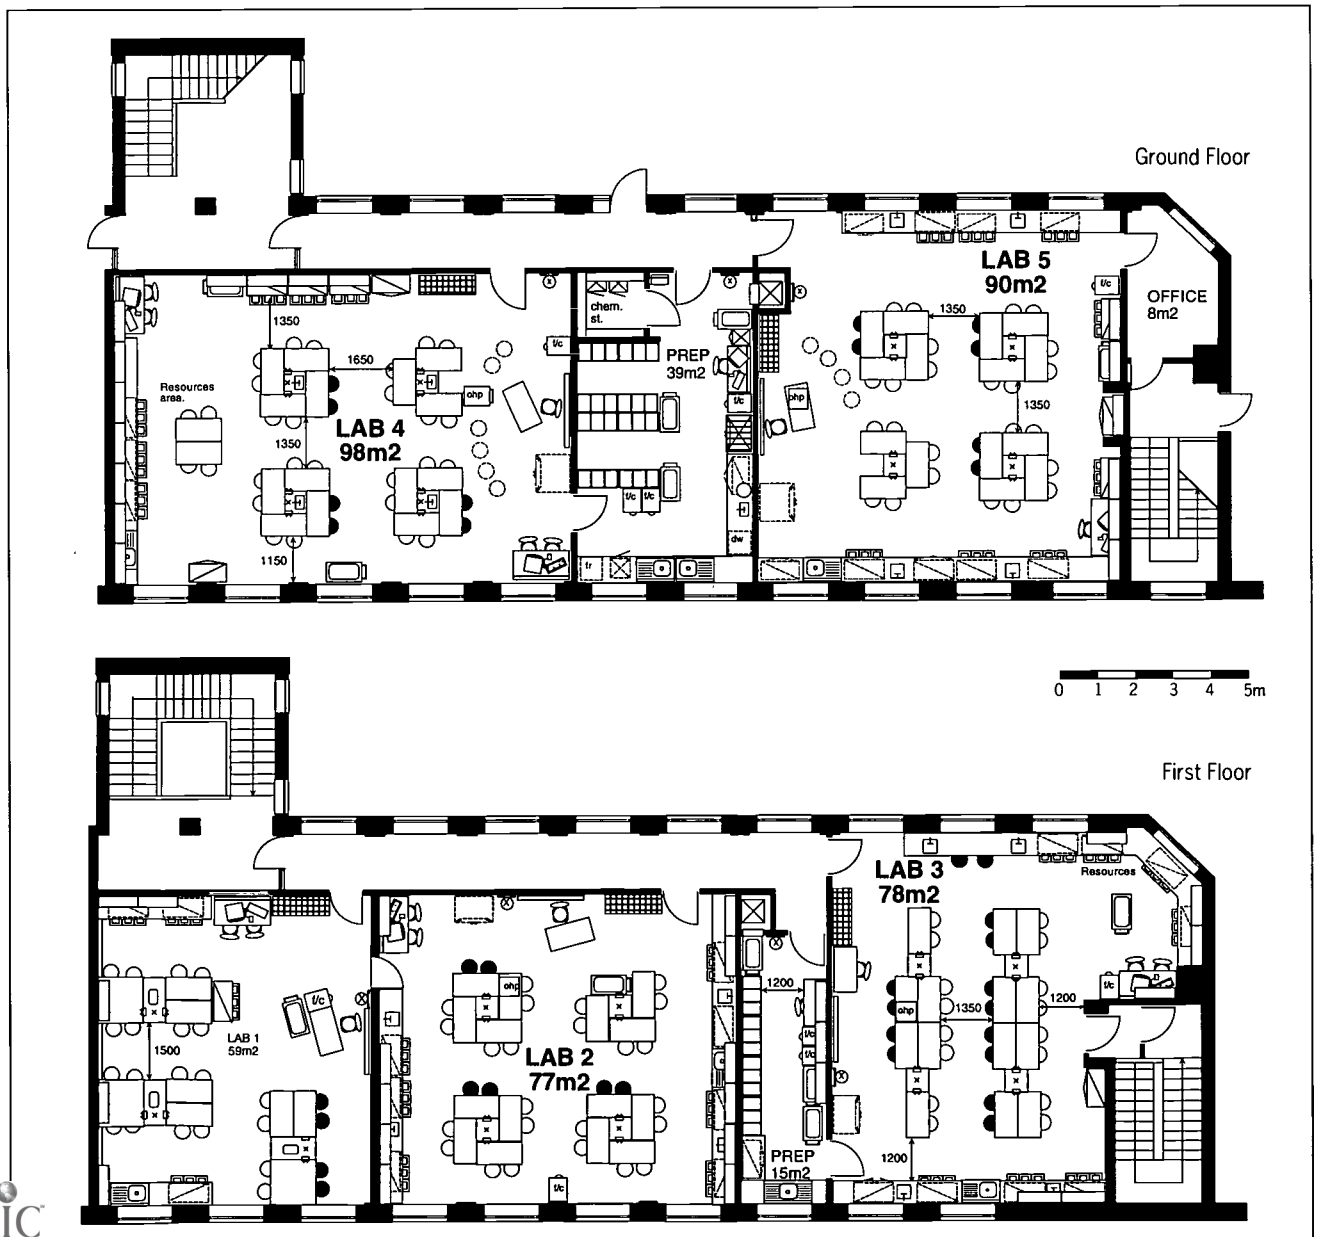 Ground Floor
LAB 5
90m2
OFFICE
8m2
t/c
1350
chem.
st.
1350
1650
PREP
39m2
t/c
Resources
area.
ohp
ohp
t/c
1350
1350
LAB 4
98m2
t/c t/c
dw
1150
fr
0 1 2 3 4 5m
First Floor
LAB 3
78m2
Resources
ohp
1200
t/c
t/c
1350
1200
ohp
LAB 1
59m2
1500
t/c
t/c
LAB 2
77m2
PREP
15m2
1200
t/c
IC